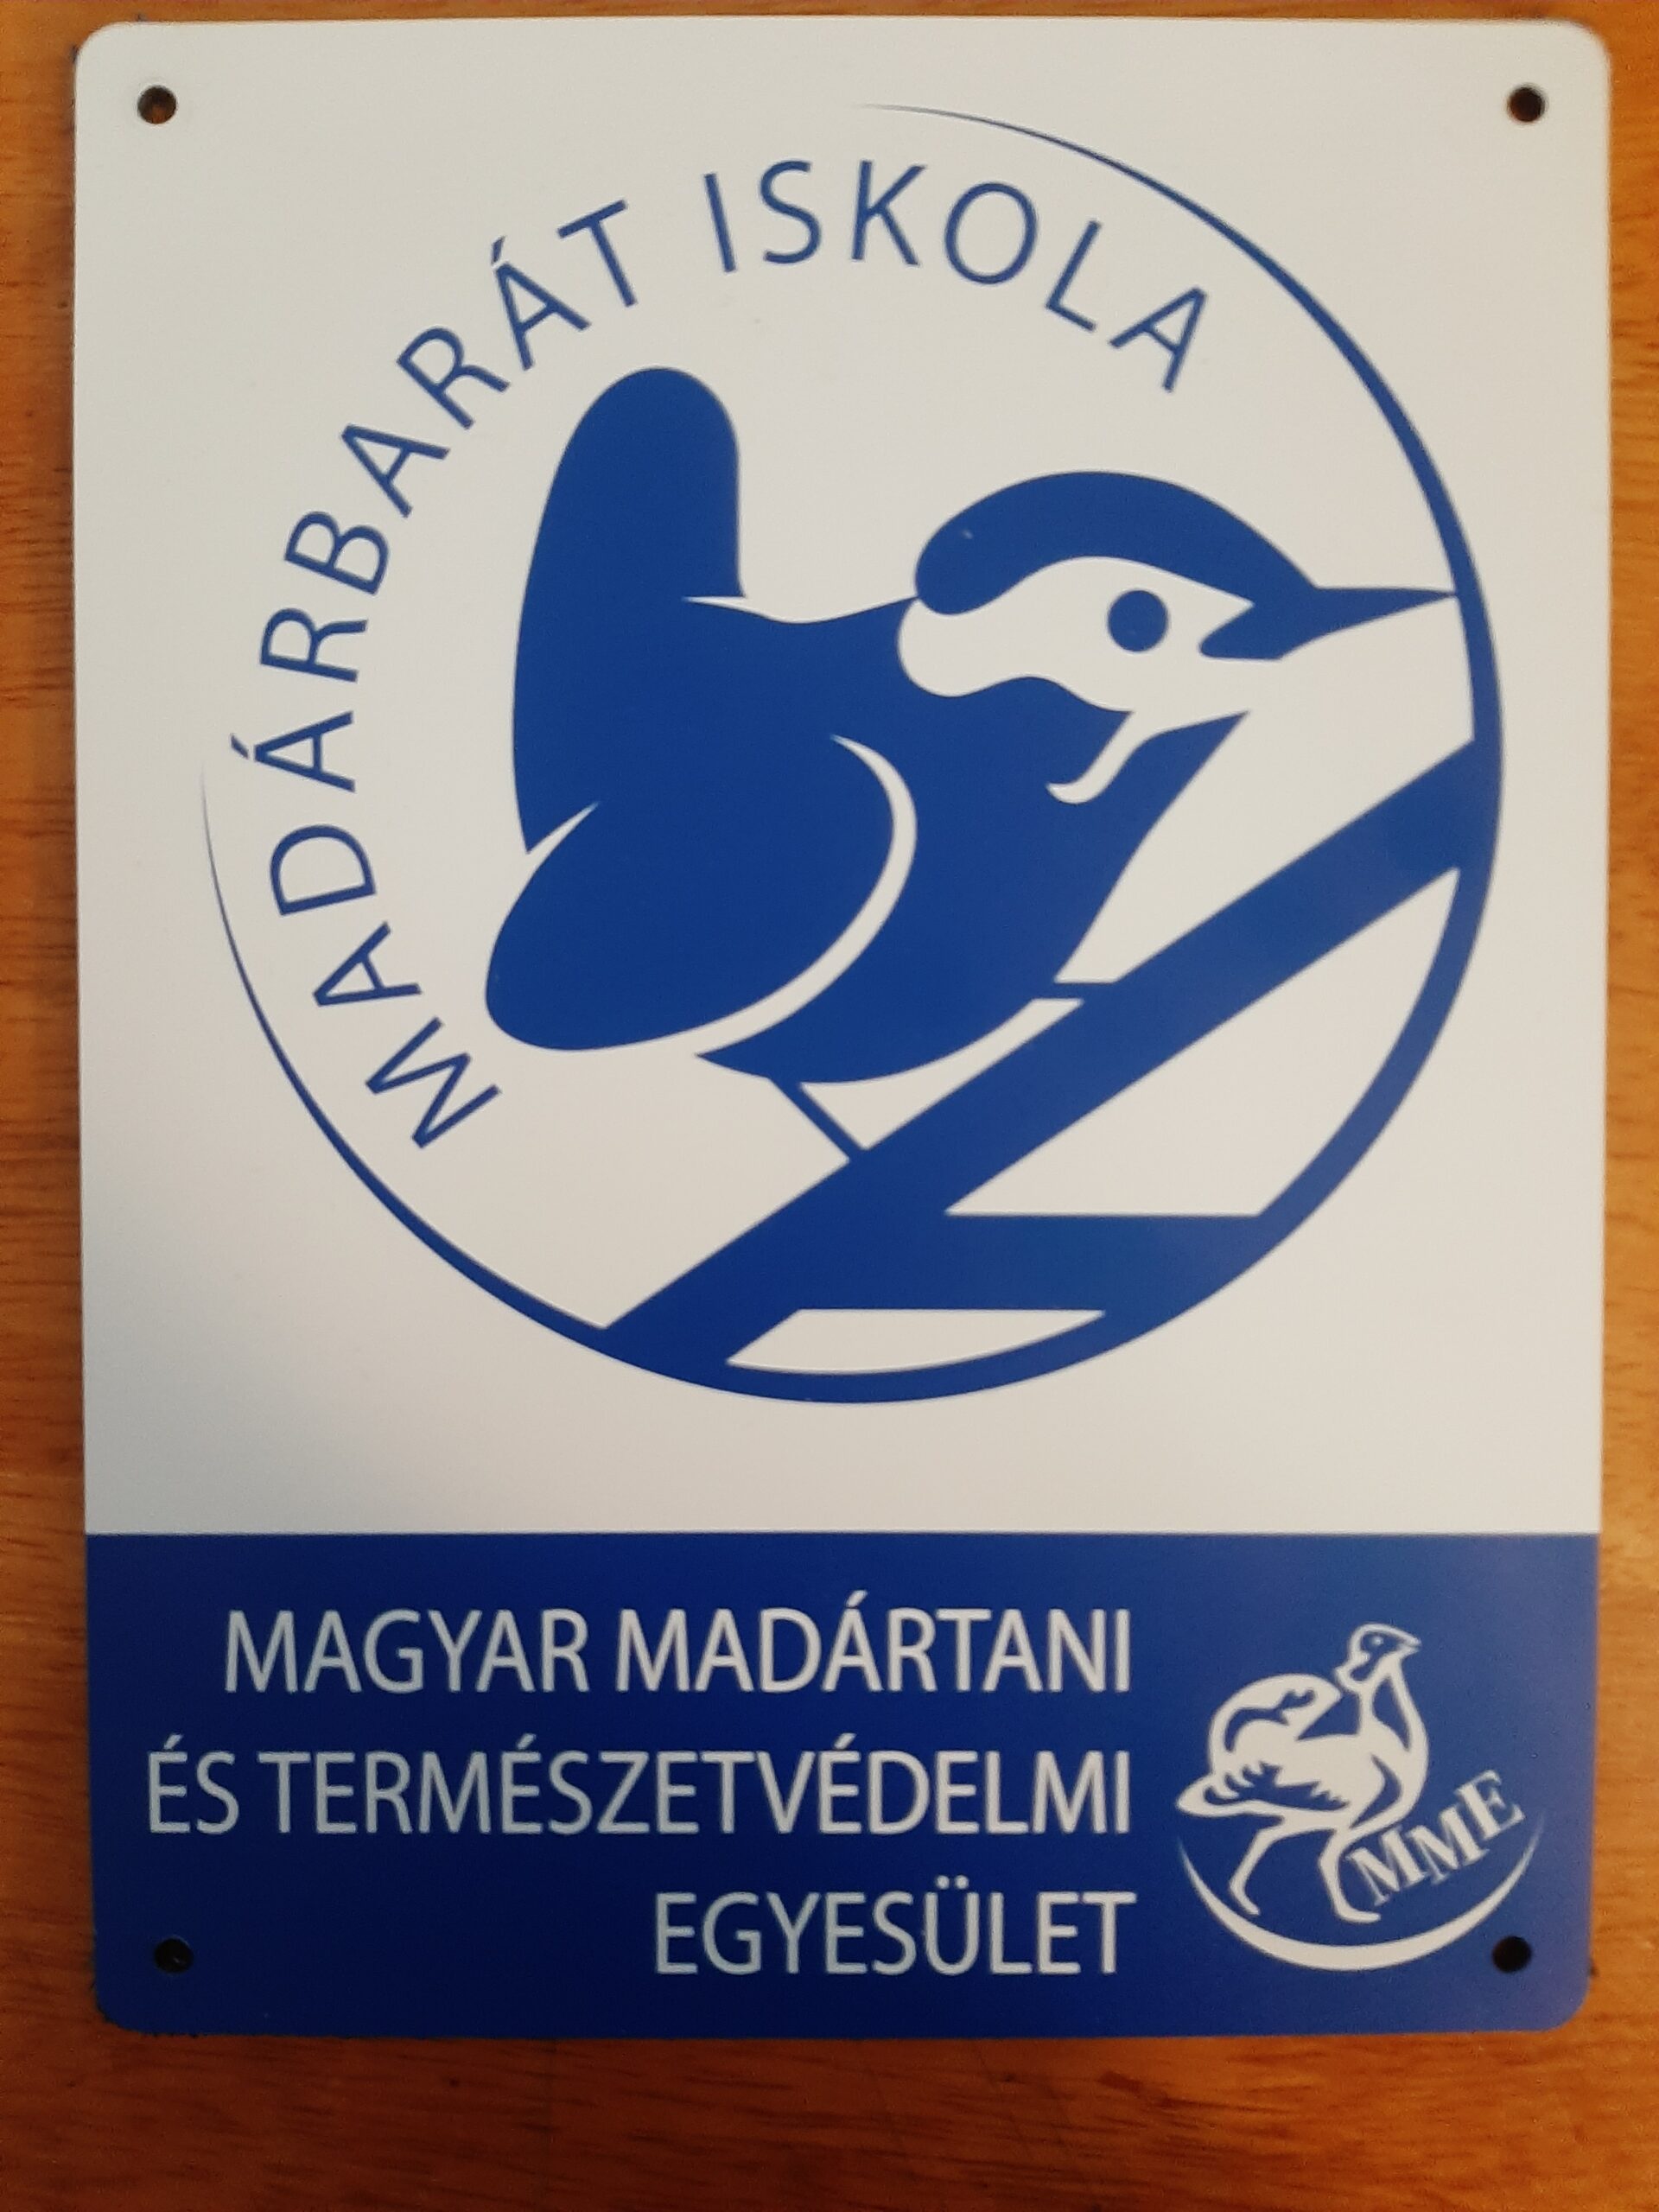 MADÁRBARÁT ISKOLA
MAGYAR MADÁRTANI
ÉS TERMÉSZETVÉDELMI
EGYESÜLET
MME